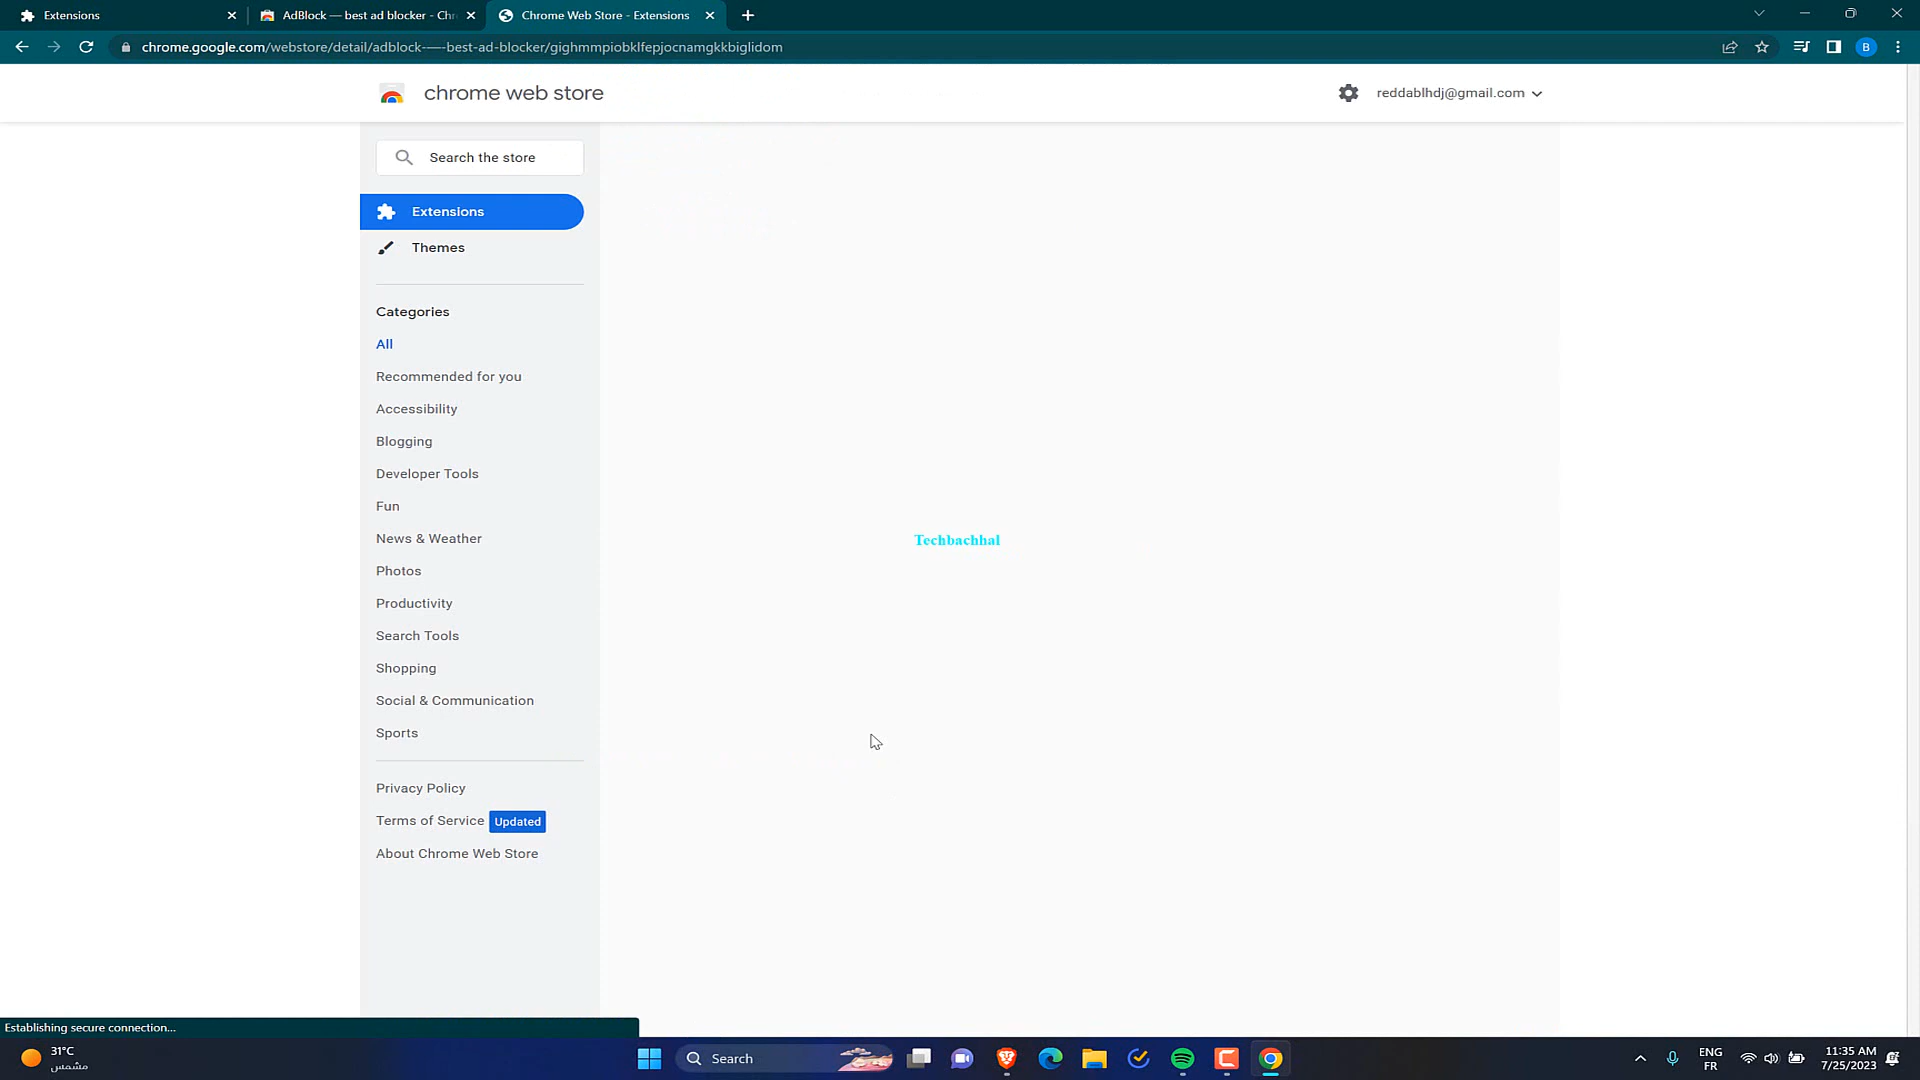 Extensions
AdBlock — best ad blocker - Chr
Chrome Web Store - Extensions
chrome.google.com/webstore/detail/adblock-—-best-ad-blocker/gighmmpiobklfepjocnamgkkbiglidom
B
chrome web store
reddablhdj@gmail.com
Search the store
Extensions
Themes
Categories
All
Recommended for you
Accessibility
Blogging
Developer Tools
Fun
News & Weather
Techbachhal
Photos
Productivity
Search Tools
Shopping
Social & Communication
Sports
Privacy Policy
Terms of Service Updated
About Chrome Web Store
Establishing secure connection...
31°C
مشمس
Search
ENG
FR
11:35 AM
7/25/2023